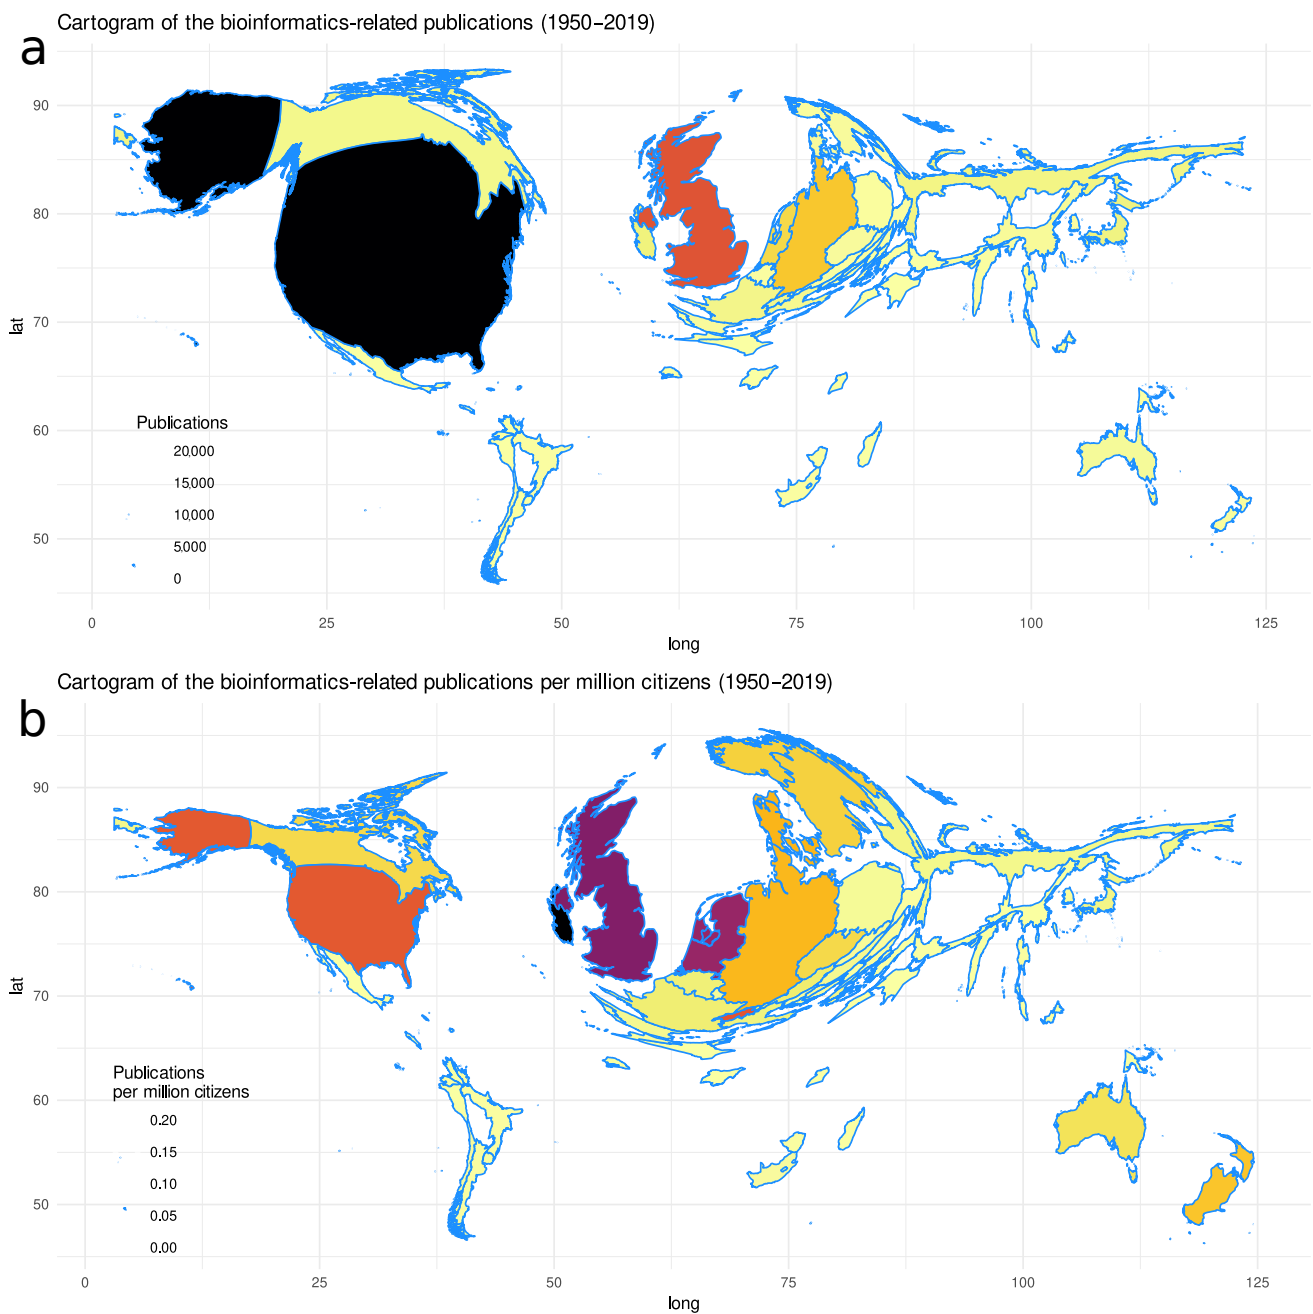 Cartogram of the bioinformatics-related publications (1950−2019)
a
90
80
70
60
50
lat
Publications
20,000
15,000
10,000
5,000
0
0 25 50 75 100 125
long
Cartogram of the bioinformatics-related publications per million citizens (1950−2019)
b
90
80
70
60
50
lat
Publications
per million citizens
0.20
0.15
0.10
0.05
0.00
0 25 50 75 100 125
long